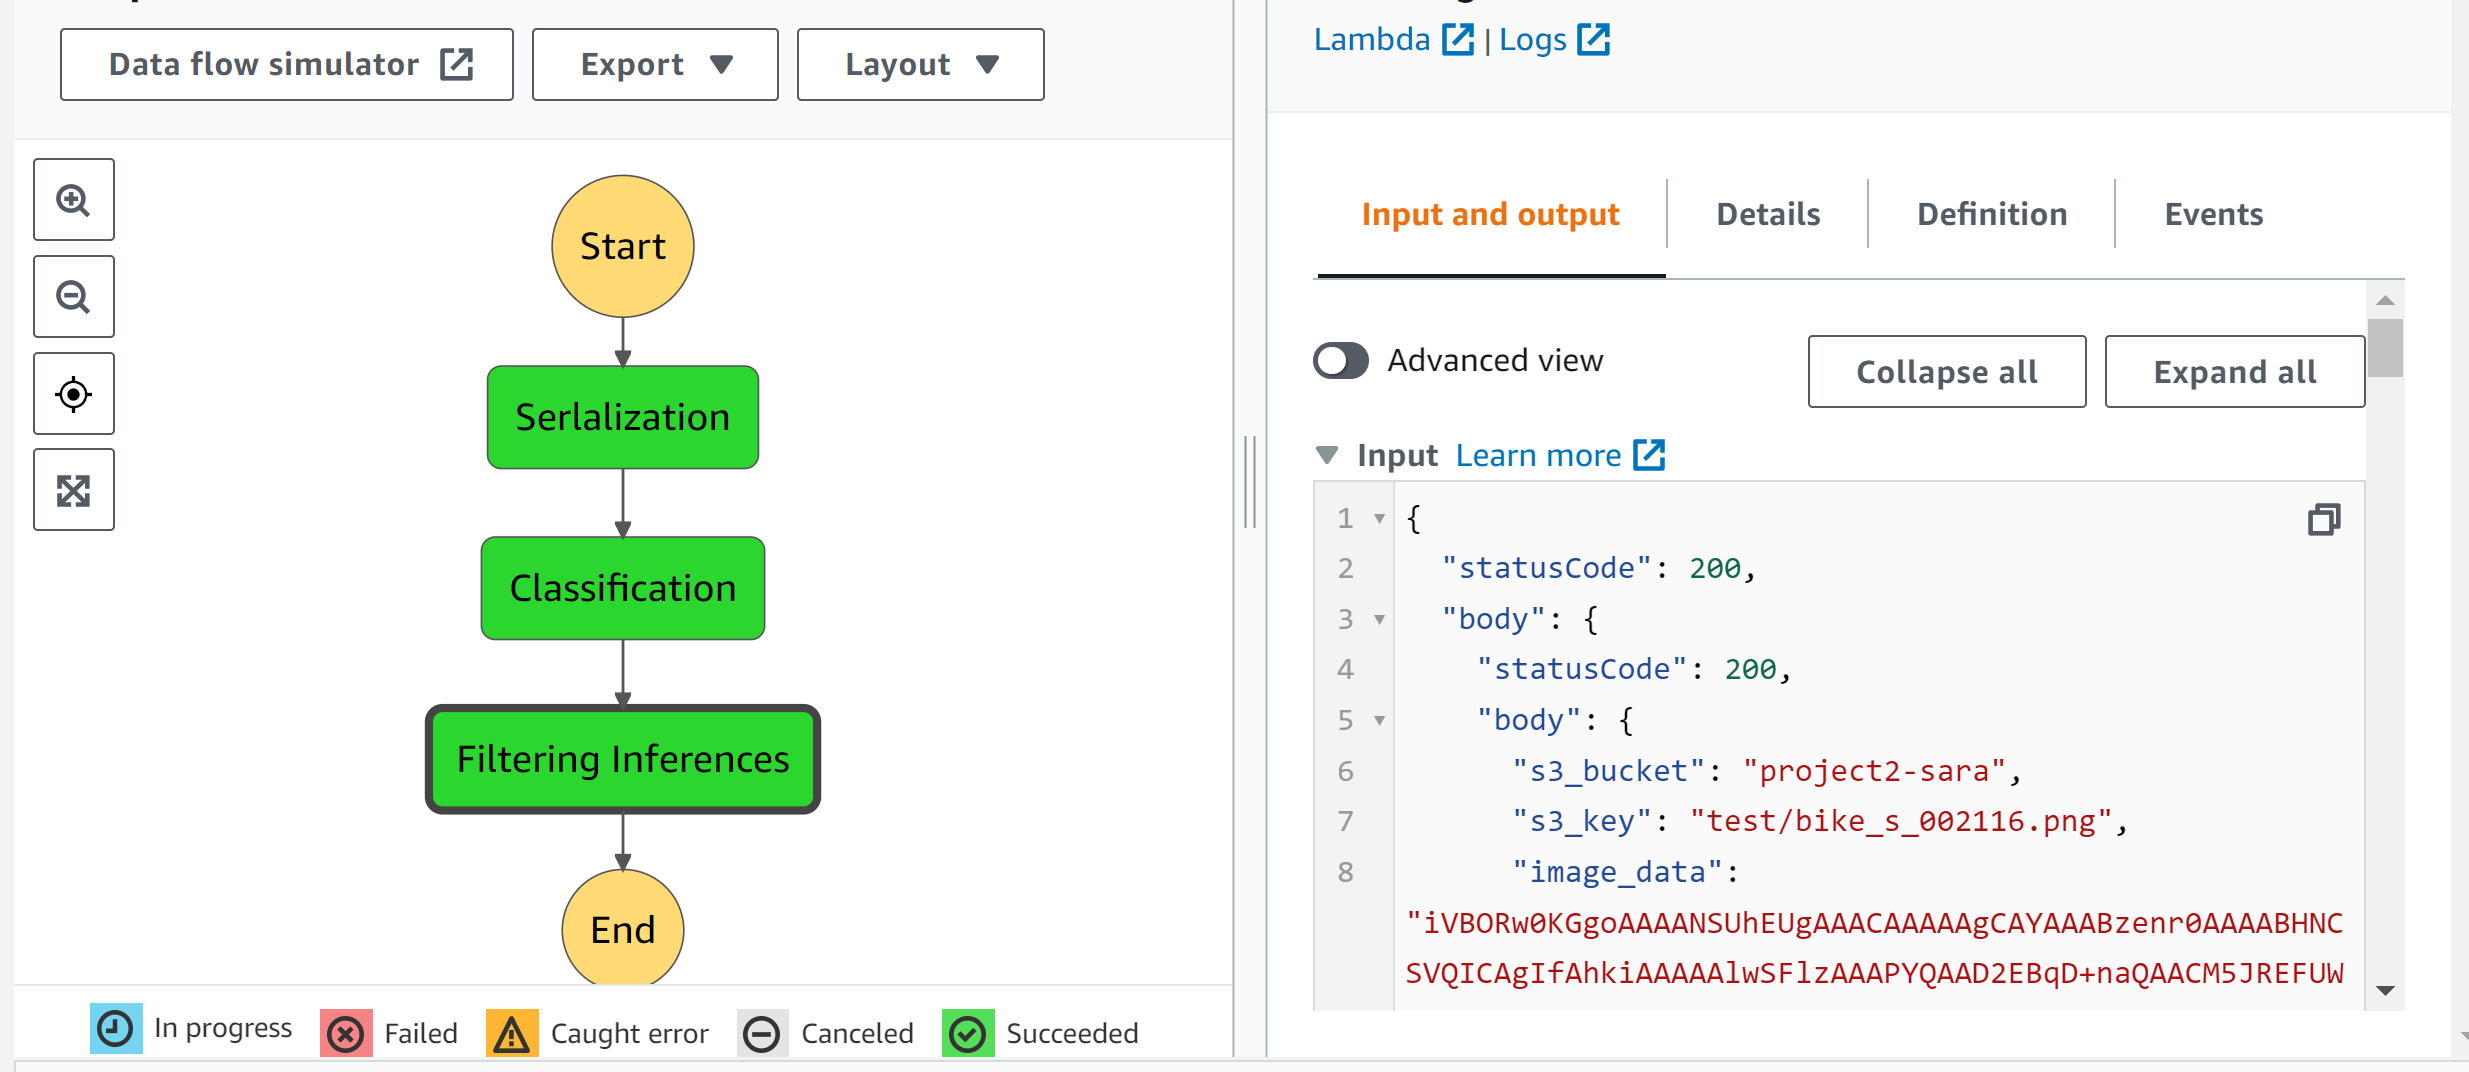 Data flow simulator
Export
Layout
Start
Serlalization
Classification
Filtering Inferences
End
In progress
Failed
Caught error
Canceled
Succeeded
Lambda | Logs
Input and output
Details
Definition
Events
Advanced view
Collapse all
Expand all
Input Learn more
1 {
2 "statusCode": 200,
3 "body": {
4 "statusCode": 200,
5 "body": {
6 "s3_bucket": "project2-sara",
7 "s3_key": "test/bike_s_002116.png",
8 "image_data":
"iVBORw0KGgoAAAANSUhEUgAAACAAAAAgCAYAAABzenr0AAAABHNC
SVQICAgIfAhkiAAAAAlwSFlzAAAPYQAAD2EBqD+naQAACM5JREFUW